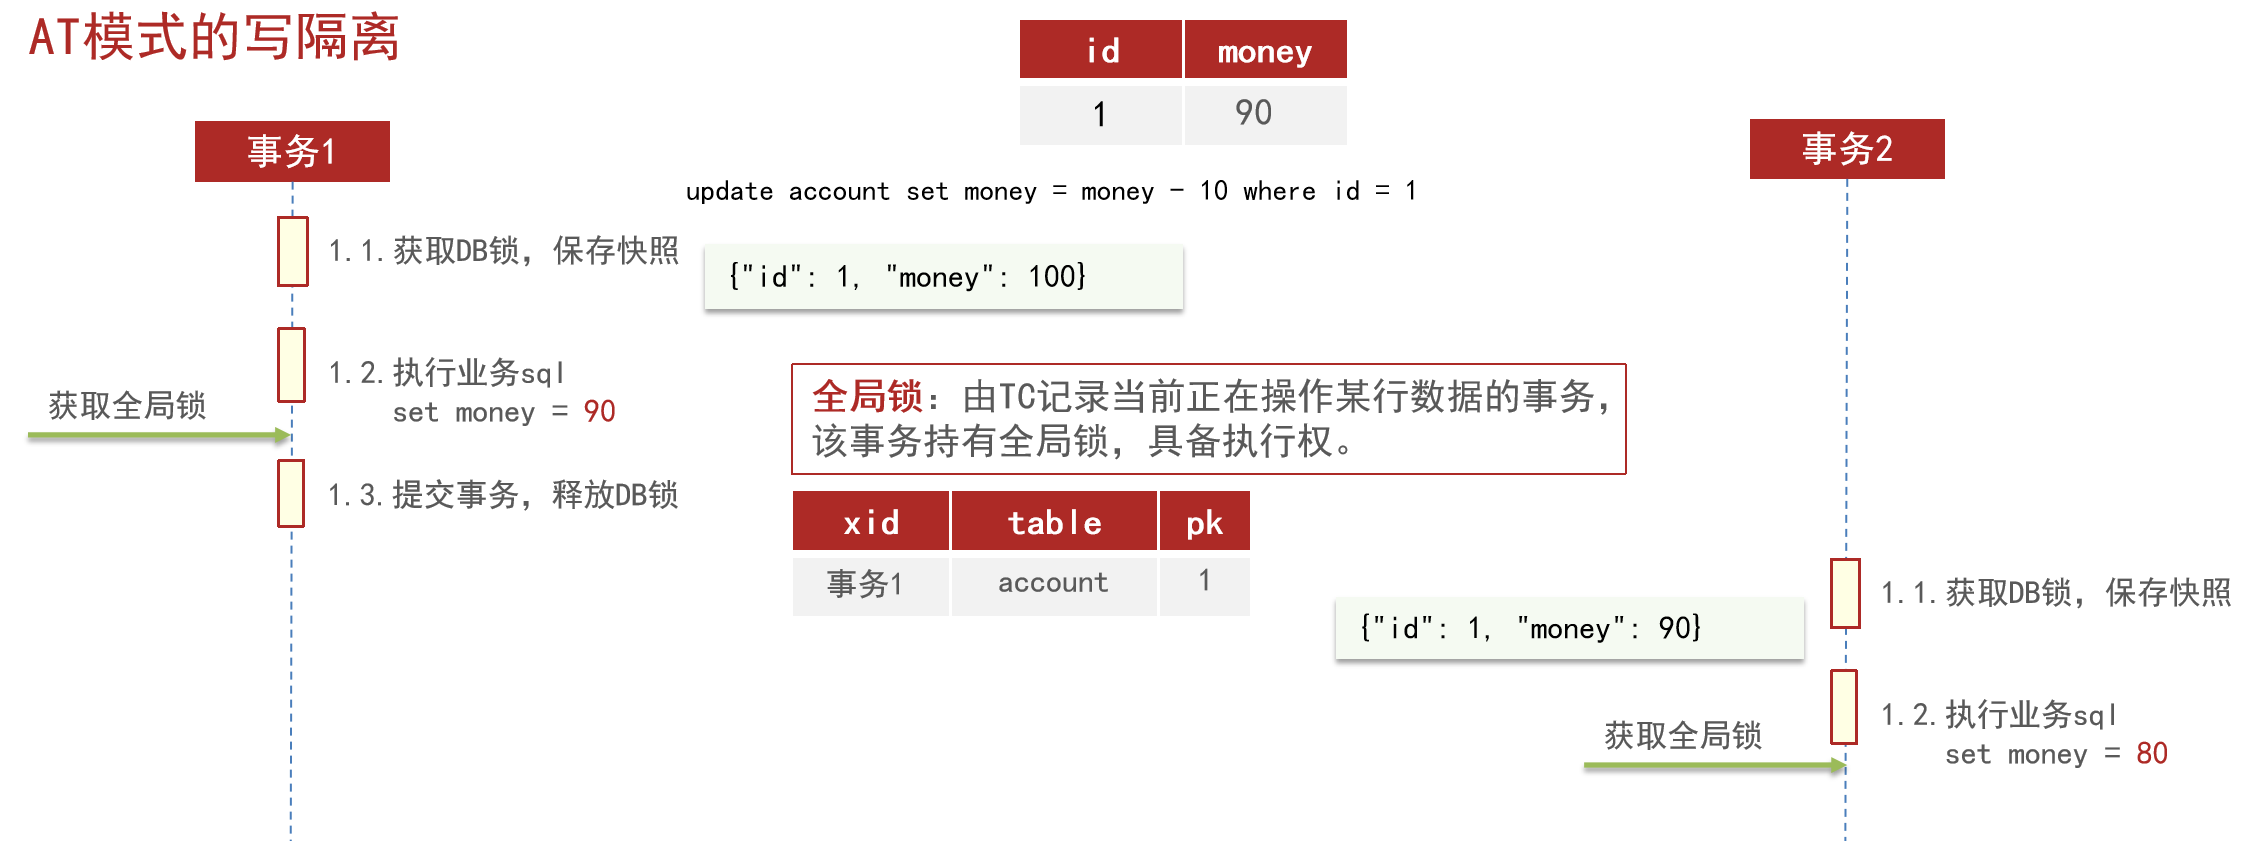 AT模式的写隔离
id money
1 90
事务1
事务2
update account set money = money - 10 where id = 1
1.1.获取DB锁，保存快照
{"id": 1, "money": 100}
1.2.执行业务sql
set money = 90
获取全局锁
全局锁：由TC记录当前正在操作某行数据的事务，
该事务持有全局锁，具备执行权。
1.3.提交事务，释放DB锁
xid table pk
事务1 account 1
1.1.获取DB锁，保存快照
{"id": 1, "money": 90}
1.2.执行业务sql
set money = 80
获取全局锁